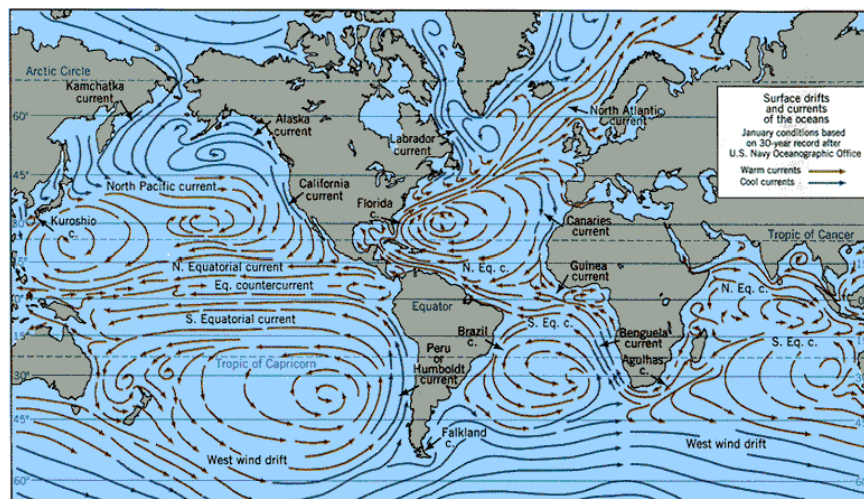 Arctic Circle
Kamchatka
current
60°
Alaska
current
Labrador
current
North Atlantic
current
Surface drifts
and currents
of the oceans
January conditions based
on 30-year record after
U.S. Navy Oceanographic Office
Warm currents
Cool currents
45°
North Pacific current
California
current
Florida
c.
Kuroshio
c.
Canaries
current
Tropic of Cancer
N. Equatorial current
Eq. countercurrent
S. Equatorial current
N. Eq. c.
Guinea
current
Equator
N. Eq. c.
S. Eq. c.
Brazil
c.
Benguela
current
Agulhas
c.
S. Eq. c.
15°
Peru
or
Humboldt
current
Tropic of Capricorn
30°
45°
West wind drift
Falkland
c.
West wind drift
60°